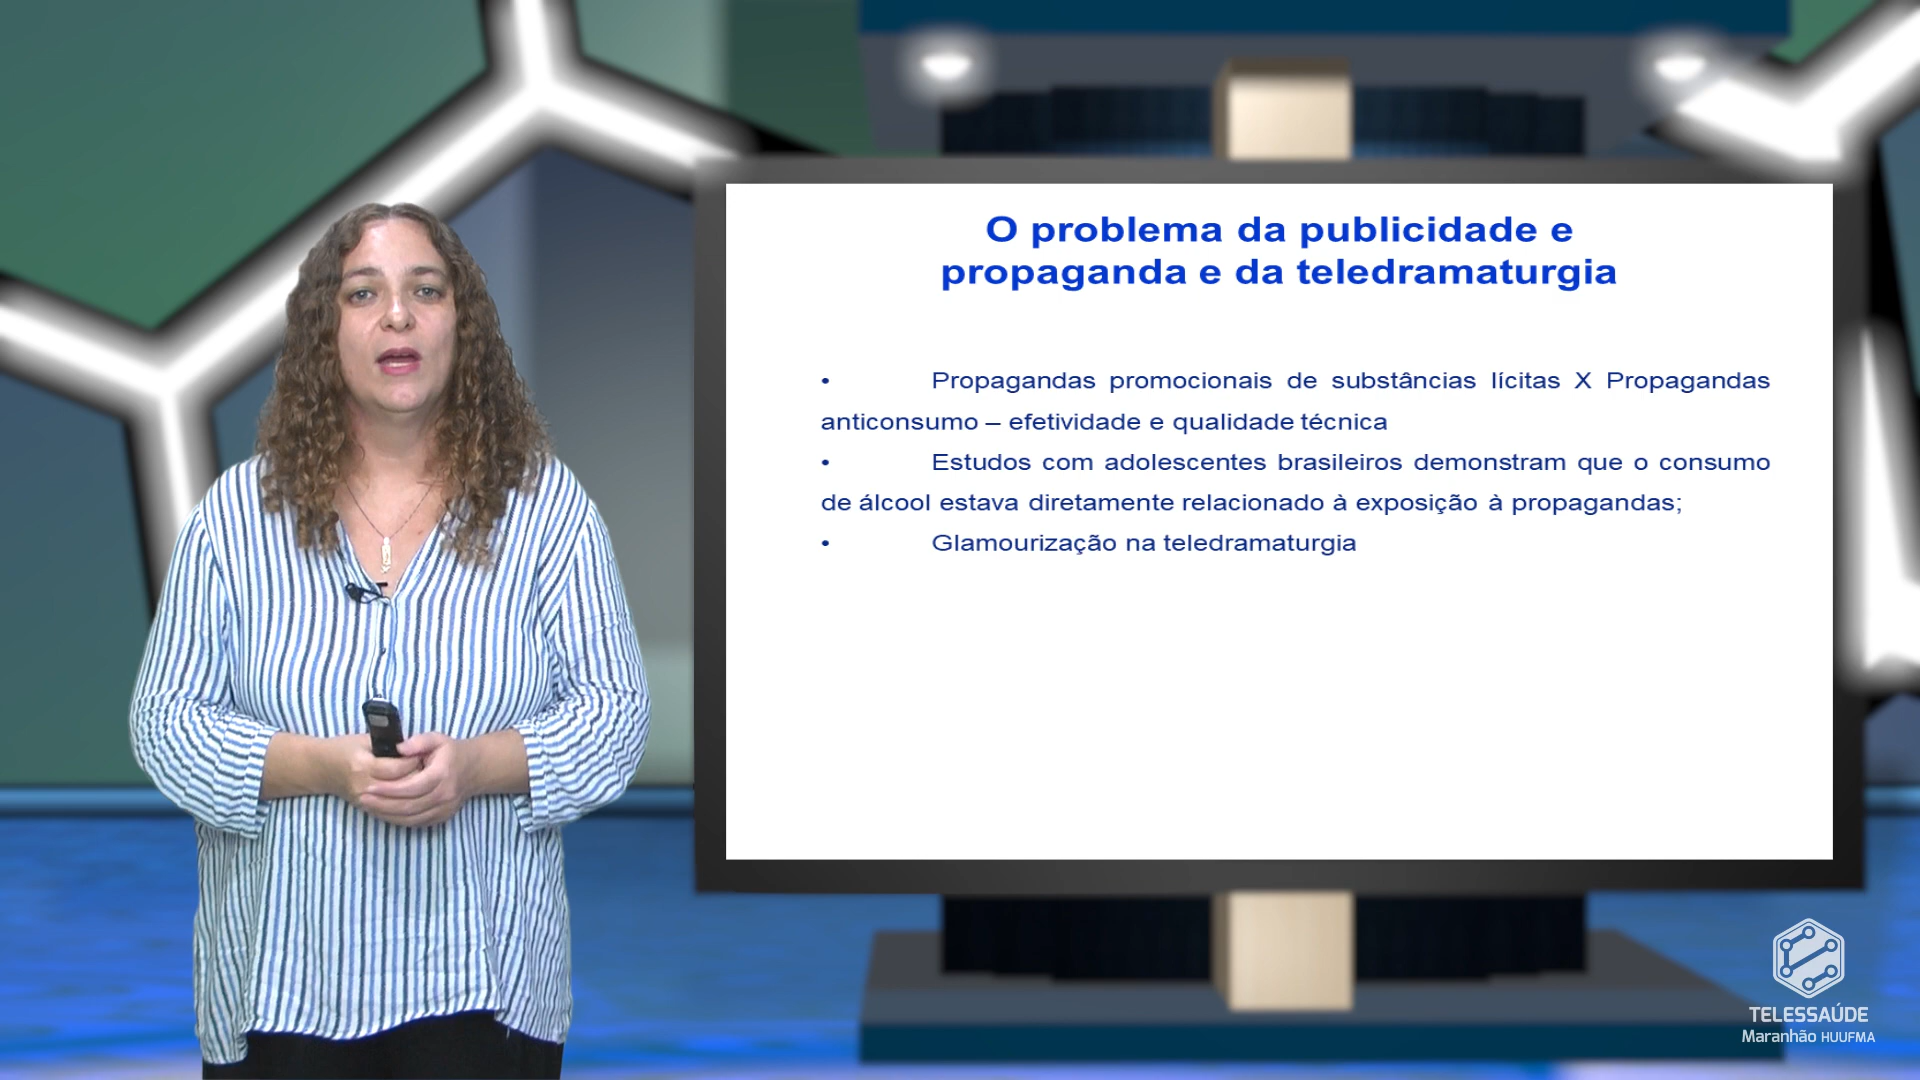 O problema da publicidade e
propaganda e da teledramaturgia
• Propagandas promocionais de substâncias lícitas X Propagandas
anticonsumo – efetividade e qualidade técnica
• Estudos com adolescentes brasileiros demonstram que o consumo
de álcool estava diretamente relacionado à exposição à propagandas;
• Glamourização na teledramaturgia
TELESSAÚDE
Maranhão HUUFMA